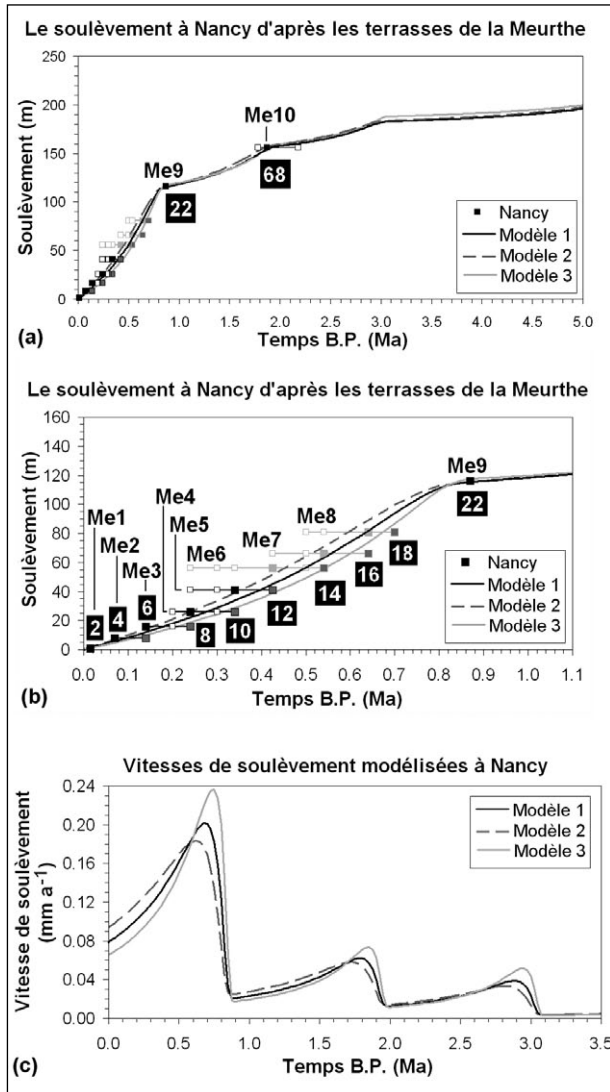 Le soulèvement à Nancy d'après les terrasses de la Meurthe
Soulèvement (m)
250
200
150
100
50
0
Me10
Me9
68
22
Nancy
Modèle 1
Modèle 2
Modèle 3
0.0 0.5 1.0 1.5 2.0 2.5 3.0 3.5 4.0 4.5 5.0
Temps B.P. (Ma)
(a)
Le soulèvement à Nancy d'après les terrasses de la Meurthe
Soulèvement (m)
160
140
120
100
80
60
40
20
0
Me9
22
Me8
Me4
Me7
Me1
Me5
Me6
Me2
Me3
18
16
14
12
2 4 6 8 10
Nancy
Modèle 1
Modèle 2
Modèle 3
0.0 0.1 0.2 0.3 0.4 0.5 0.6 0.7 0.8 0.9 1.0 1.1
Temps B.P. (Ma)
(b)
Vitesses de soulèvement modélisées à Nancy
Vitesse de soulèvement
(mm a-1)
0.24
0.20
0.16
0.12
0.08
0.04
0.00
Modèle 1
Modèle 2
Modèle 3
0.0 0.5 1.0 1.5 2.0 2.5 3.0 3.5
Temps B.P. (Ma)
(c)